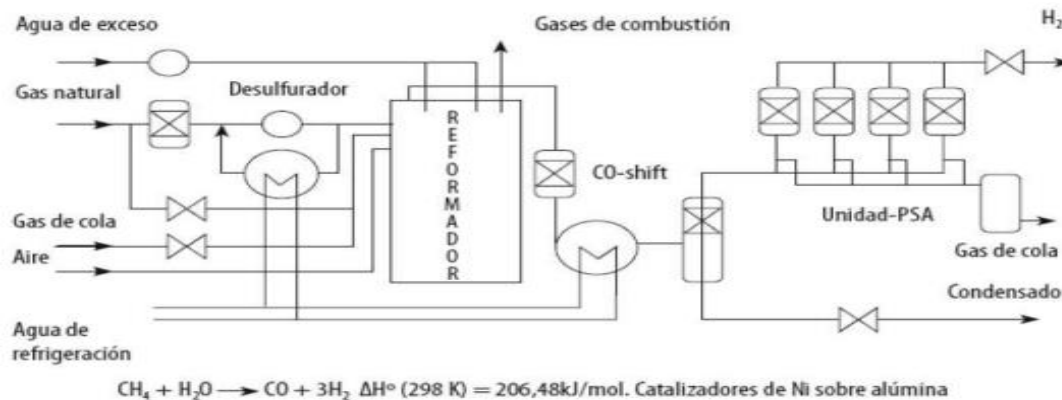 Agua de exceso
Gases de combustión
H₂
Gas natural
Desulfurador
REFORMADOR
CO-shift
Unidad-PSA
Gas de cola
Gas de cola
Aire
Condensado
Agua de
refrigeración
CH₄ + H₂O ⟶ CO + 3H₂ ΔHº (298 K) = 206,48kJ/mol. Catalizadores de Ni sobre alúmina